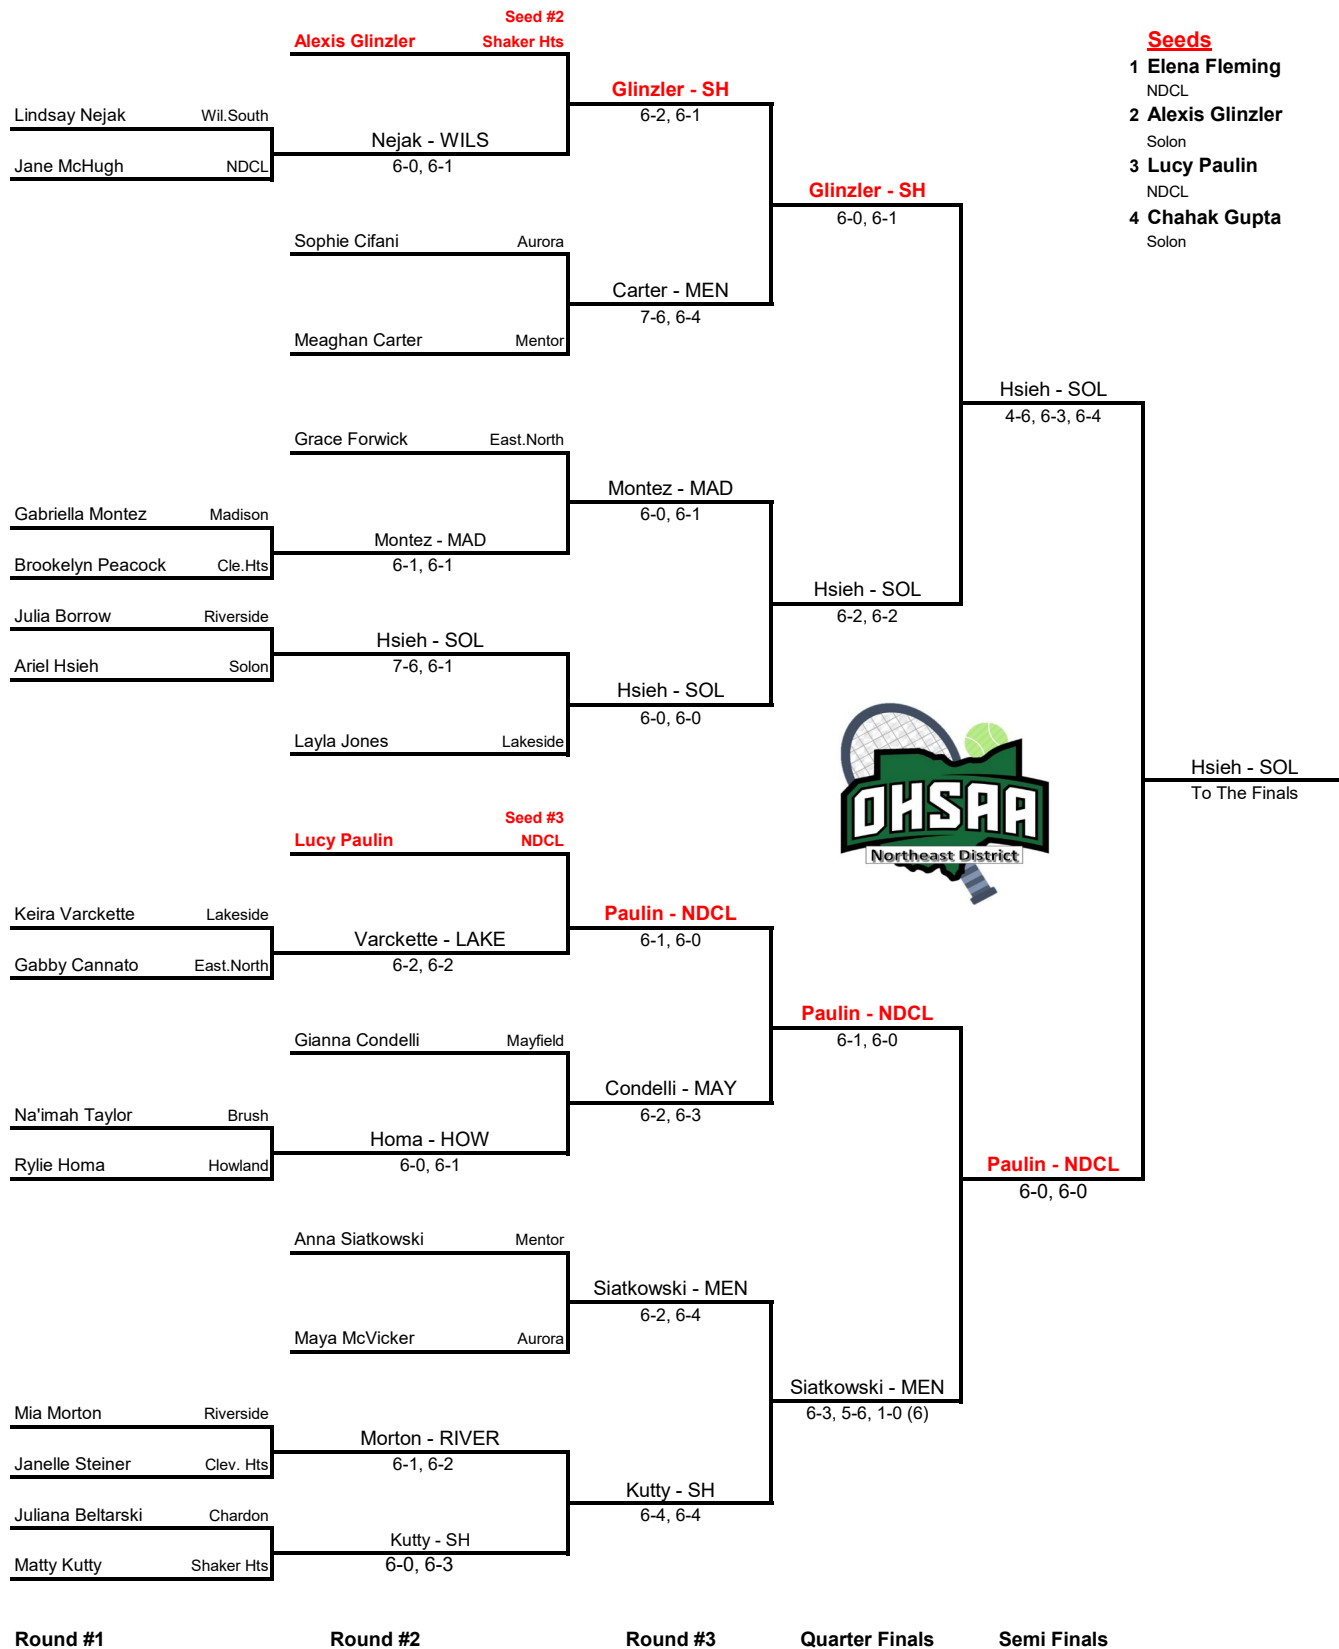 Seed #2
Alexis Glinzler Shaker Hts
Seeds
1 Elena Fleming
NDCL
2 Alexis Glinzler
Solon
3 Lucy Paulin
NDCL
4 Chahak Gupta
Solon
Glinzler - SH
6-2, 6-1
Lindsay Nejak Wil.South
Nejak - WILS
6-0, 6-1
Jane McHugh NDCL
Glinzler - SH
6-0, 6-1
Sophie Cifani Aurora
Carter - MEN
7-6, 6-4
Meaghan Carter Mentor
Hsieh - SOL
4-6, 6-3, 6-4
Grace Forwick East.North
Montez - MAD
6-0, 6-1
Gabriella Montez Madison
Montez - MAD
6-1, 6-1
Brookelyn Peacock Cle.Hts
Hsieh - SOL
6-2, 6-2
Julia Borrow Riverside
Hsieh - SOL
7-6, 6-1
Ariel Hsieh Solon
Hsieh - SOL
6-0, 6-0
Layla Jones Lakeside
OHSAA
Northeast District
Hsieh - SOL
To The Finals
Seed #3
Lucy Paulin NDCL
Keira Varckette Lakeside
Paulin - NDCL
6-1, 6-0
Varckette - LAKE
6-2, 6-2
Gabby Cannato East.North
Paulin - NDCL
6-1, 6-0
Gianna Condelli Mayfield
Condelli - MAY
6-2, 6-3
Na'imah Taylor Brush
Homa - HOW
6-0, 6-1
Rylie Homa Howland
Paulin - NDCL
6-0, 6-0
Anna Siatkowski Mentor
Siatkowski - MEN
6-2, 6-4
Maya McVicker Aurora
Siatkowski - MEN
6-3, 5-6, 1-0 (6)
Mia Morton Riverside
Morton - RIVER
6-1, 6-2
Janelle Steiner Clev. Hts
Kutty - SH
6-4, 6-4
Juliana Beltarski Chardon
Kutty - SH
6-0, 6-3
Matty Kutty Shaker Hts
Round #1 Round #2 Round #3 Quarter Finals Semi Finals